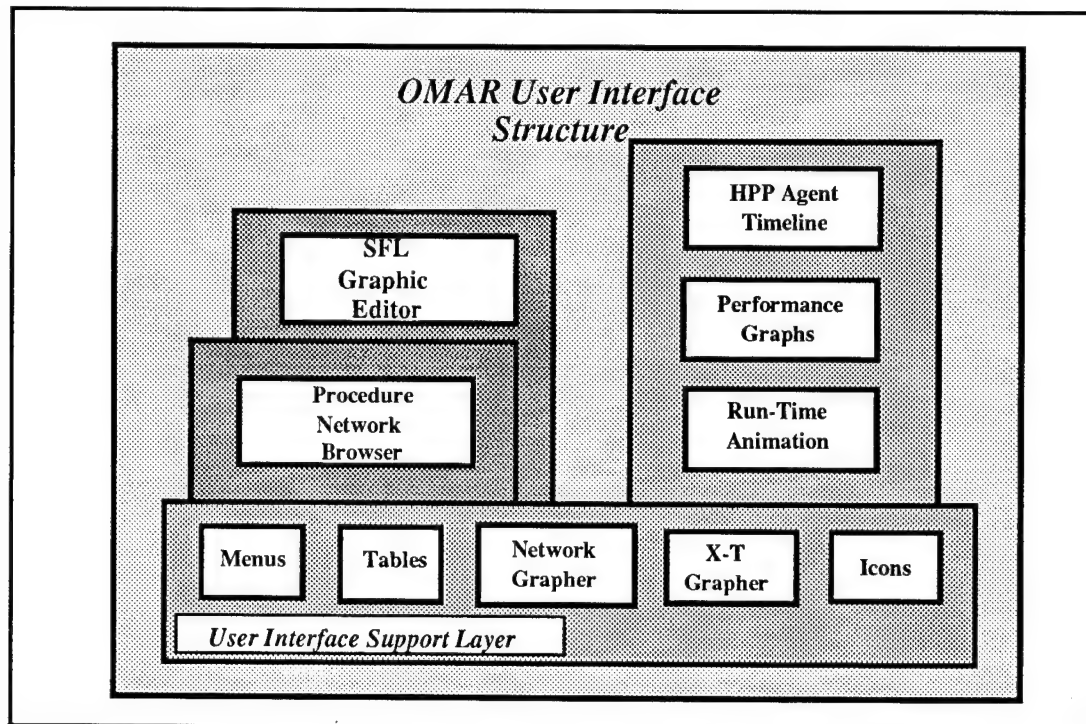 OMAR User Interface
Structure
HPP Agent
Timeline
SFL
Graphic
Editor
Performance
Graphs
Procedure
Network
Browser
Run-Time
Animation
Menus
Tables
Network
Grapher
X-T
Grapher
Icons
User Interface Support Layer